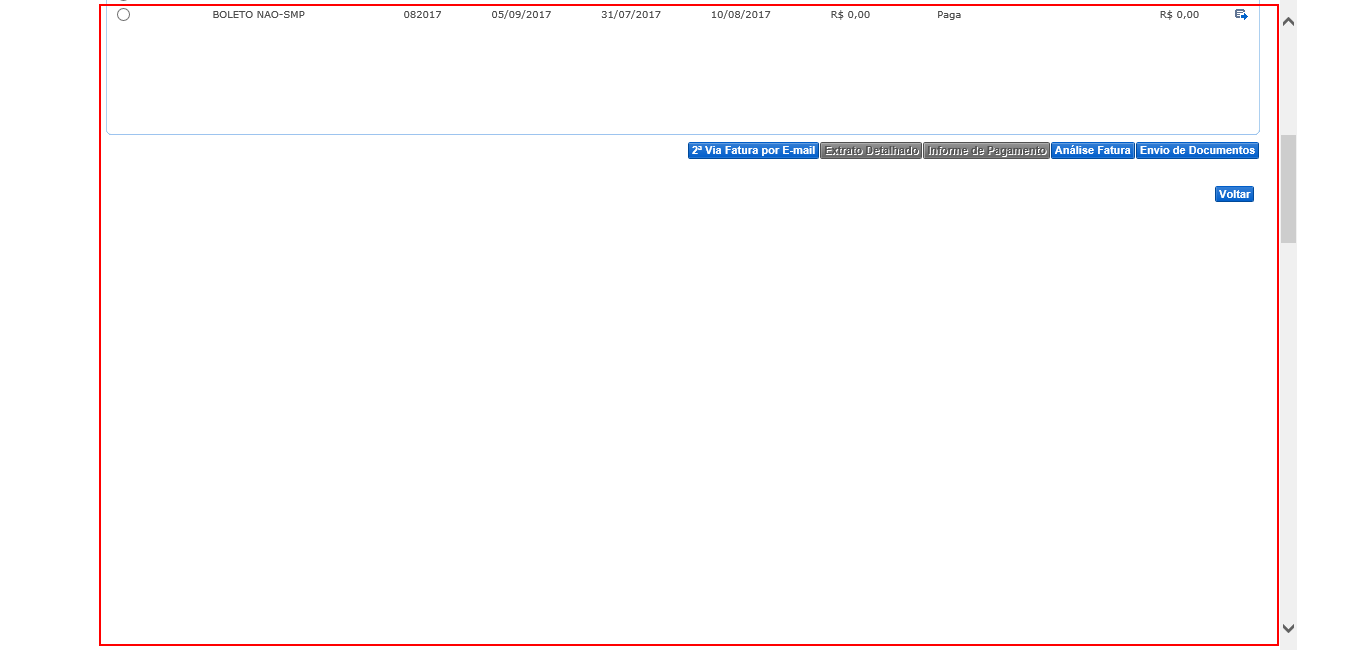 BOLETO NAO-SMP 082017 05/09/2017 31/07/2017 10/08/2017 R$ 0,00 Paga R$ 0,00
2ª Via Fatura por E-mail Extrato Detalhado Informe de Pagamento Análise Fatura Envio de Documentos
Voltar